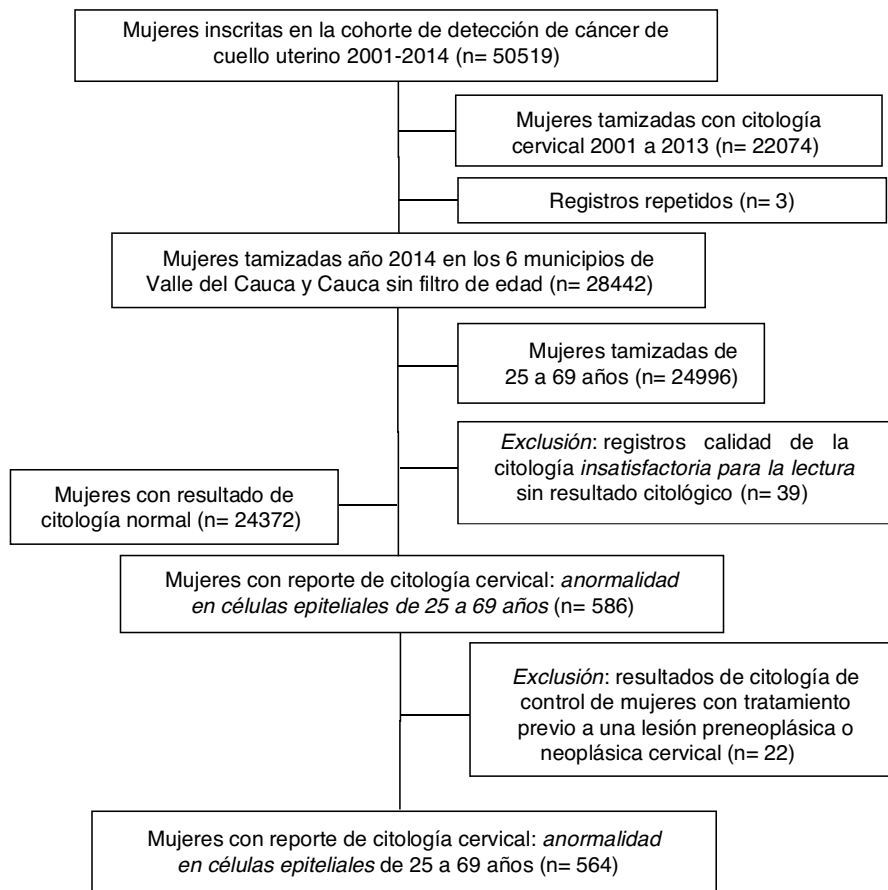 Mujeres inscritas en la cohorte de detección de cáncer de
cuello uterino 2001-2014 (n= 50519)
Mujeres tamizadas con citología
cervical 2001 a 2013 (n= 22074)
Registros repetidos (n= 3)
Mujeres tamizadas año 2014 en los 6 municipios de
Valle del Cauca y Cauca sin filtro de edad (n= 28442)
Mujeres tamizadas de
25 a 69 años (n= 24996)
Exclusión: registros calidad de la
citología insatisfactoria para la lectura
sin resultado citológico (n= 39)
Mujeres con resultado de
citología normal (n= 24372)
Mujeres con reporte de citología cervical: anormalidad
en células epiteliales de 25 a 69 años (n= 586)
Exclusión: resultados de citología de
control de mujeres con tratamiento
previo a una lesión preneoplásica o
neoplásica cervical (n= 22)
Mujeres con reporte de citología cervical: anormalidad
en células epiteliales de 25 a 69 años (n= 564)